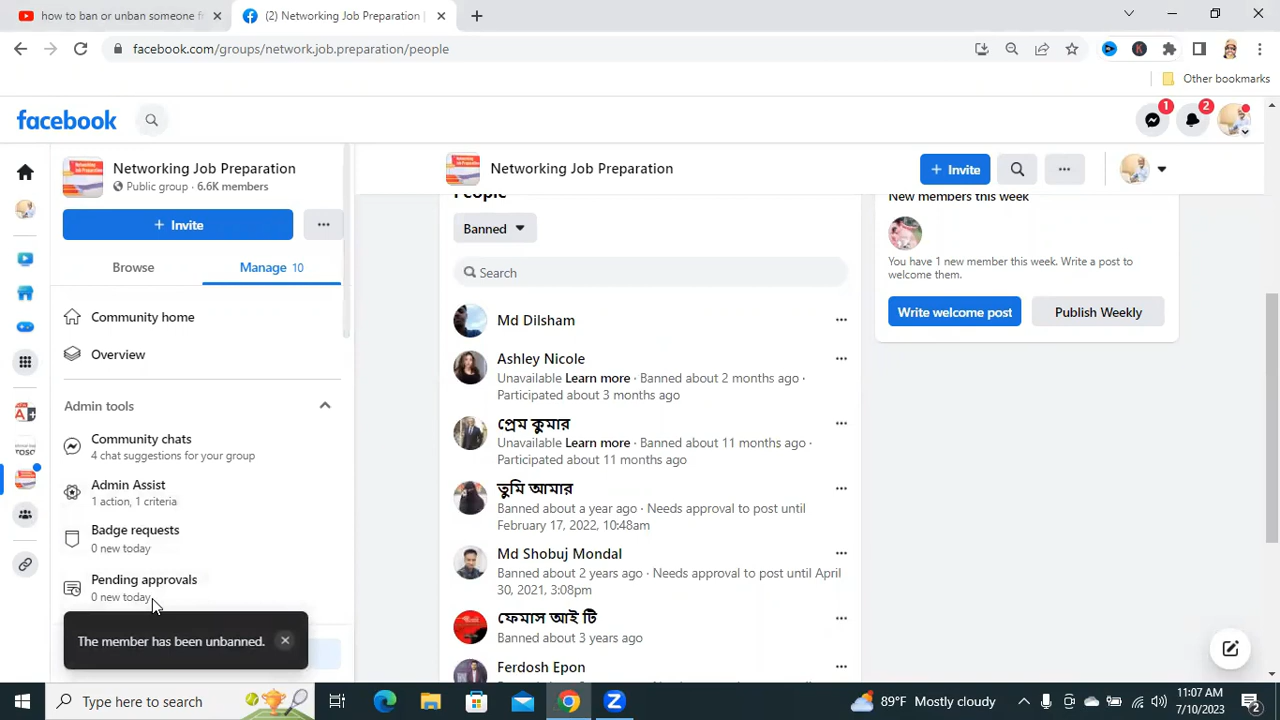 how to ban or unban someone f
(2) Networking Job Preparation |
facebook.com/groups/network.job.preparation/people
Other bookmarks
facebook
1
2
Networking Job Preparation
Public group · 6.6K members
+ Invite
Browse
Manage 10
Community home
Overview
Admin tools
Community chats
4 chat suggestions for your group
Admin Assist
1 action, 1 criteria
Badge requests
0 new today
Pending approvals
0 new today
The member has been unbanned.
Networking Job Preparation
+ Invite
People
Banned
Search
Md Dilsham
Ashley Nicole
Unavailable Learn more · Banned about 2 months ago ·
Participated about 3 months ago
প্রেম কুমার
Unavailable Learn more · Banned about 11 months ago ·
Participated about 11 months ago
তুমি আমার
Banned about a year ago · Needs approval to post until
February 17, 2022, 10:48am
Md Shobuj Mondal
Banned about 2 years ago · Needs approval to post until April
30, 2021, 3:08pm
ফেমাস আই টি
Banned about 3 years ago
Ferdosh Epon
New members this week
You have 1 new member this week. Write a post to
welcome them.
Write welcome post
Publish Weekly
Type here to search
89°F Mostly cloudy
11:07 AM
7/10/2023
2